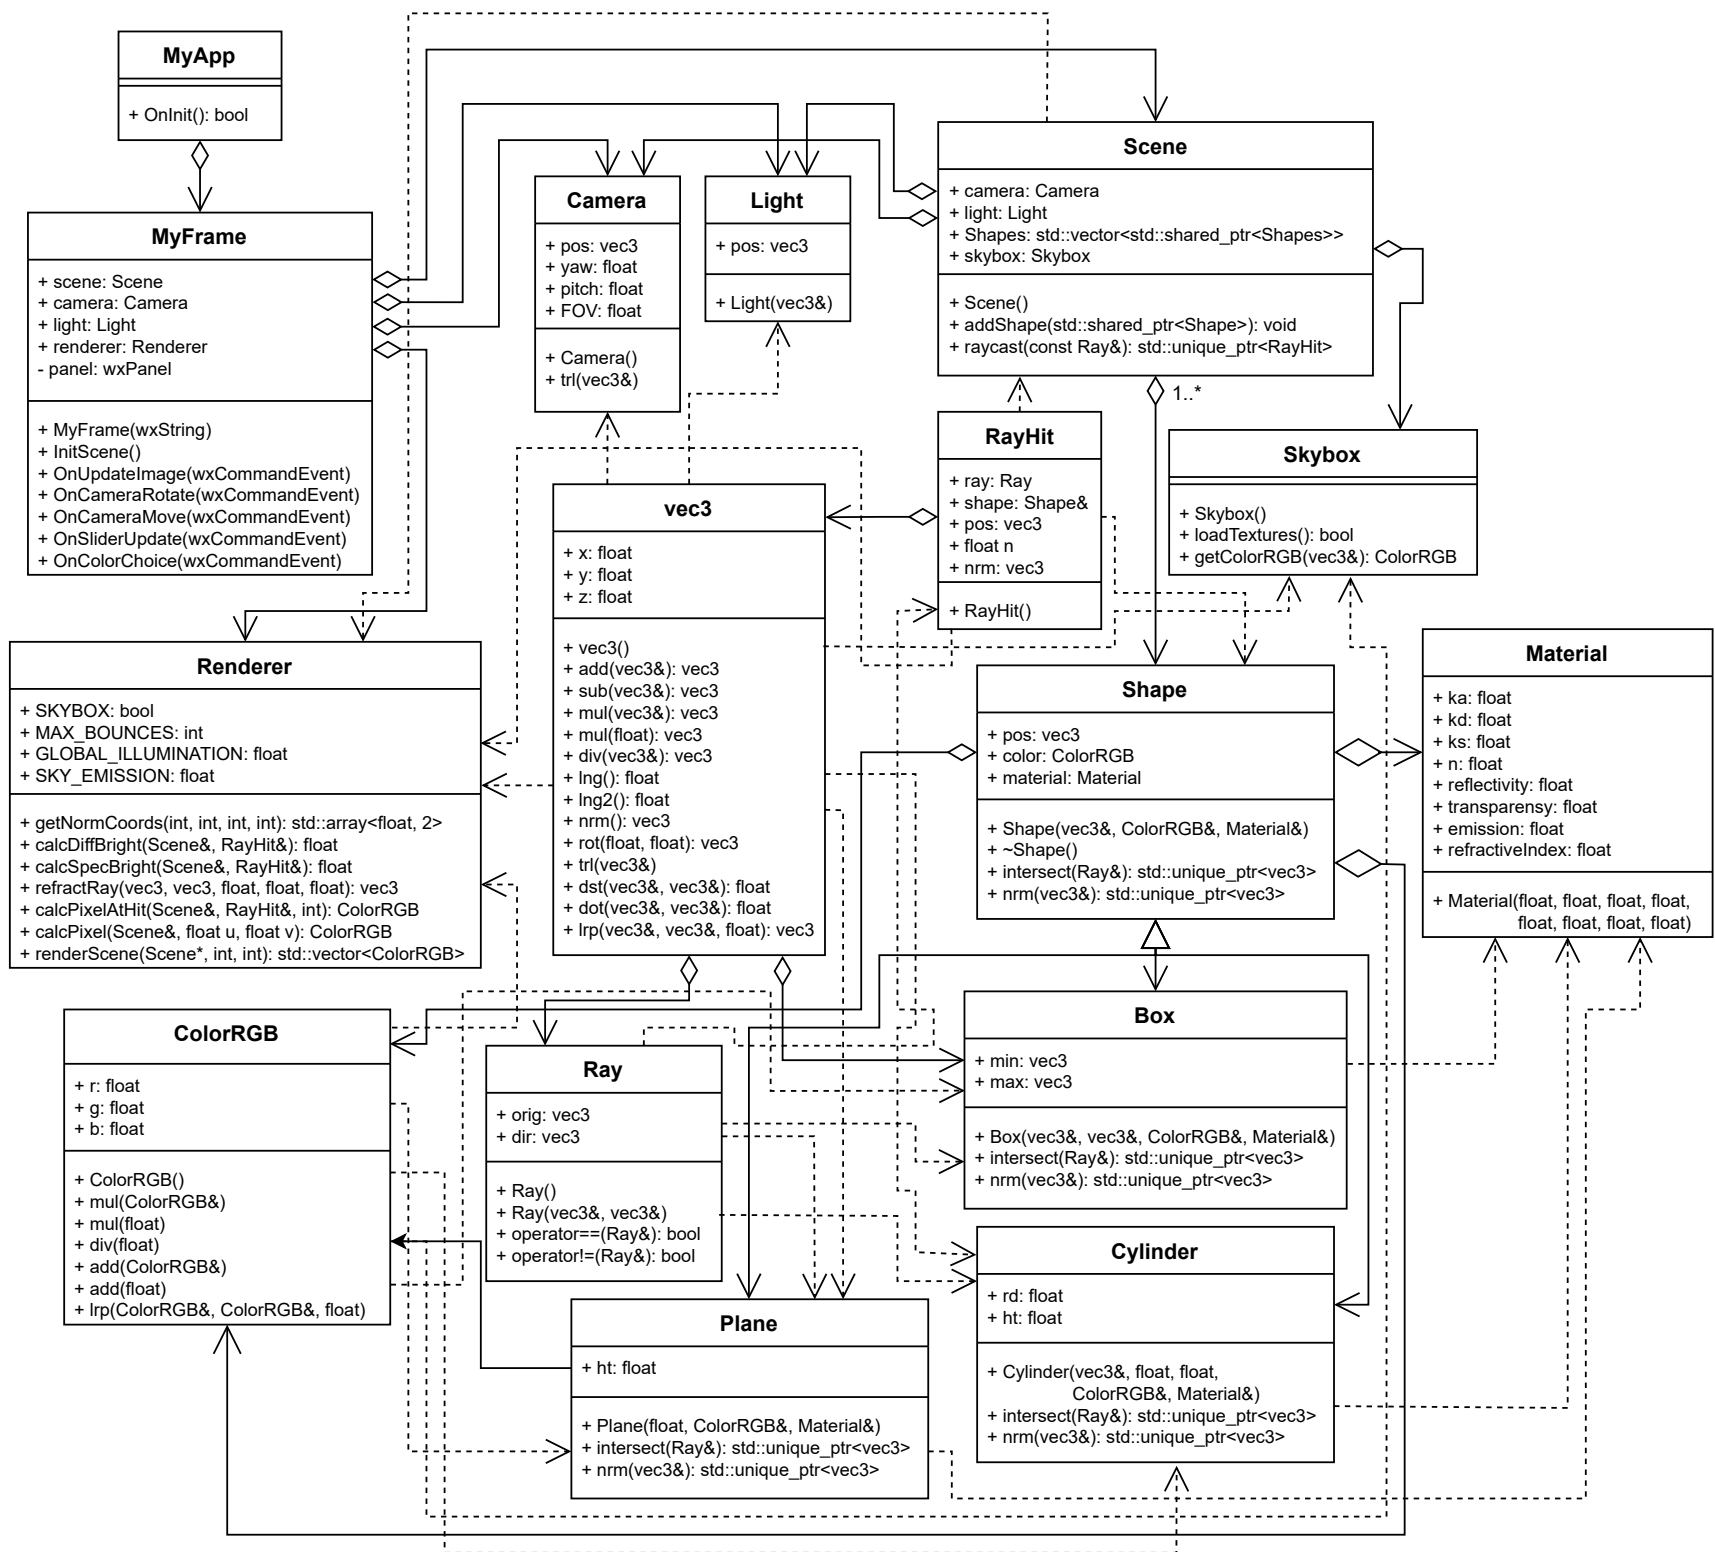 MyApp
+ OnInit(): bool
MyFrame
+ scene: Scene
+ camera: Camera
+ light: Light
+ renderer: Renderer
- panel: wxPanel
+ MyFrame(wxString)
+ InitScene()
+ OnUpdateImage(wxCommandEvent)
+ OnCameraRotate(wxCommandEvent)
+ OnCameraMove(wxCommandEvent)
+ OnSliderUpdate(wxCommandEvent)
+ OnColorChoice(wxCommandEvent)
Camera
+ pos: vec3
+ yaw: float
+ pitch: float
+ FOV: float
+ Camera()
+ trl(vec3&)
Light
+ pos: vec3
+ Light(vec3&)
Scene
+ camera: Camera
+ light: Light
+ Shapes: std::vector<std::shared_ptr<Shapes>>
+ skybox: Skybox
+ Scene()
+ addShape(std::shared_ptr<Shape>): void
+ raycast(const Ray&): std::unique_ptr<RayHit>
1..*
RayHit
+ ray: Ray
+ shape: Shape&
+ pos: vec3
+ float n
+ nrm: vec3
+ RayHit()
Skybox
+ Skybox()
+ loadTextures(): bool
+ getColorRGB(vec3&): ColorRGB
vec3
+ x: float
+ y: float
+ z: float
+ vec3()
+ add(vec3&): vec3
+ sub(vec3&): vec3
+ mul(vec3&): vec3
+ mul(float): vec3
+ div(vec3&): vec3
+ lng(): float
+ lng2(): float
+ nrm(): vec3
+ rot(float, float): vec3
+ trl(vec3&)
+ dst(vec3&, vec3&): float
+ dot(vec3&, vec3&): float
+ lrp(vec3&, vec3&, float): vec3
Renderer
+ SKYBOX: bool
+ MAX_BOUNCES: int
+ GLOBAL_ILLUMINATION: float
+ SKY_EMISSION: float
+ getNormCoords(int, int, int, int): std::array<float, 2>
+ calcDiffBright(Scene&, RayHit&): float
+ calcSpecBright(Scene&, RayHit&): float
+ refractRay(vec3, vec3, float, float, float): vec3
+ calcPixelAtHit(Scene&, RayHit&, int): ColorRGB
+ calcPixel(Scene&, float u, float v): ColorRGB
+ renderScene(Scene*, int, int): std::vector<ColorRGB>
Shape
+ pos: vec3
+ color: ColorRGB
+ material: Material
+ Shape(vec3&, ColorRGB&, Material&)
+ ~Shape()
+ intersect(Ray&): std::unique_ptr<vec3>
+ nrm(vec3&): std::unique_ptr<vec3>
Material
+ ka: float
+ kd: float
+ ks: float
+ n: float
+ reflectivity: float
+ transparensy: float
+ emission: float
+ refractiveIndex: float
+ Material(float, float, float, float,
float, float, float, float)
ColorRGB
+ r: float
+ g: float
+ b: float
+ ColorRGB()
+ mul(ColorRGB&)
+ mul(float)
+ div(float)
+ add(ColorRGB&)
+ add(float)
+ lrp(ColorRGB&, ColorRGB&, float)
Ray
+ orig: vec3
+ dir: vec3
+ Ray()
+ Ray(vec3&, vec3&)
+ operator==(Ray&): bool
+ operator!=(Ray&): bool
Box
+ min: vec3
+ max: vec3
+ Box(vec3&, vec3&, ColorRGB&, Material&)
+ intersect(Ray&): std::unique_ptr<vec3>
+ nrm(vec3&): std::unique_ptr<vec3>
Cylinder
+ rd: float
+ ht: float
+ Cylinder(vec3&, float, float,
ColorRGB&, Material&)
+ intersect(Ray&): std::unique_ptr<vec3>
+ nrm(vec3&): std::unique_ptr<vec3>
Plane
+ ht: float
+ Plane(float, ColorRGB&, Material&)
+ intersect(Ray&): std::unique_ptr<vec3>
+ nrm(vec3&): std::unique_ptr<vec3>